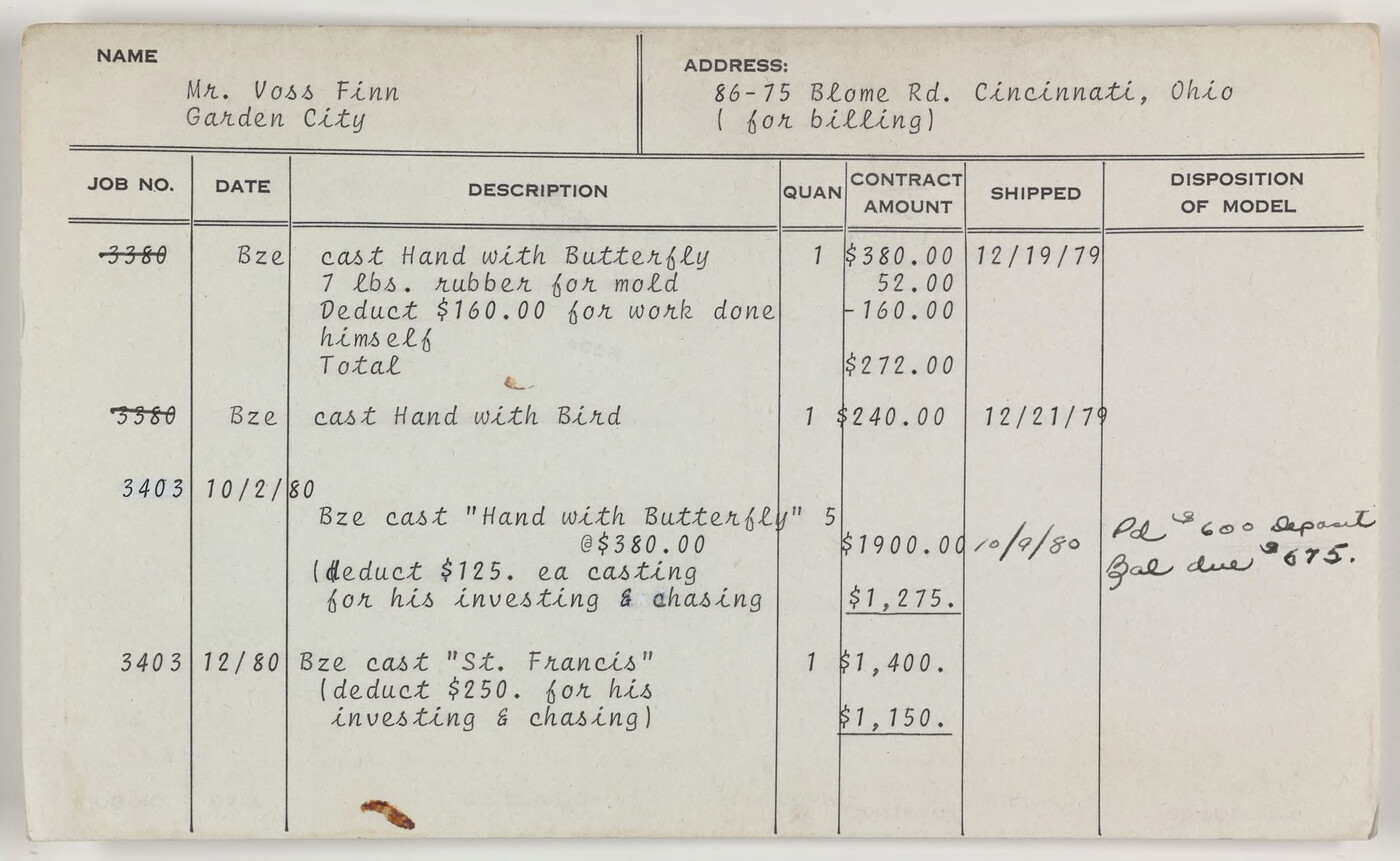 NAME
Mr. Voss Finn
Garden City
ADDRESS:
86-75 Blome Rd. Cincinnati, Ohio
( for billing)
JOB NO. DATE DESCRIPTION QUAN CONTRACT AMOUNT SHIPPED DISPOSITION OF MODEL
3380 Bze cast Hand with Butterfly 1 $380.00 12/19/79
7 lbs. rubber for mold 52.00
Deduct $160.00 for work done -160.00
himself
Total $272.00
3380 Bze cast Hand with Bird 1 $240.00 12/21/79
3403 10/2/80
Bze cast "Hand with Butterfly" 5
@$380.00 $1900.00 10/9/80 Pd $600 Deposit
(deduct $125. ea casting Bal due $675.
for his investing & chasing $1,275.
3403 12/80 Bze cast "St. Francis" 1 $1,400.
(deduct $250. for his
investing & chasing) $1,150.